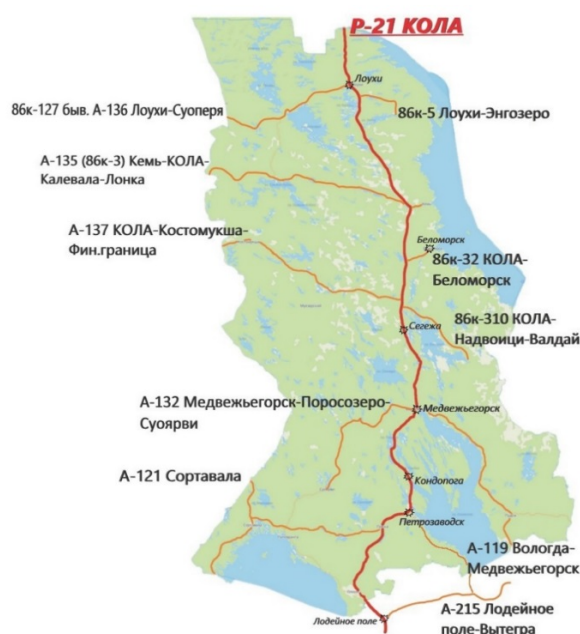 Р-21 КОЛА
Лоухи
86к-127 быв. А-136 Лоухи-Суоперя
86к-5 Лоухи-Энгозеро
А-135 (86к-3) Кемь-КОЛА-
Калевала-Лонка
А-137 КОЛА-Костомукша-
Фин.граница
Беломорск
86к-32 КОЛА-
Беломорск
Сегежа
86к-310 КОЛА-
Надвоици-Валдай
А-132 Медвежьегорск-Поросозеро-
Суоярви
Медвежьегорск
А-121 Сортавала
Кондопога
Петрозаводск
А-119 Вологда-
Медвежьегорск
Лодейное поле
А-215 Лодейное
поле-Вытегра